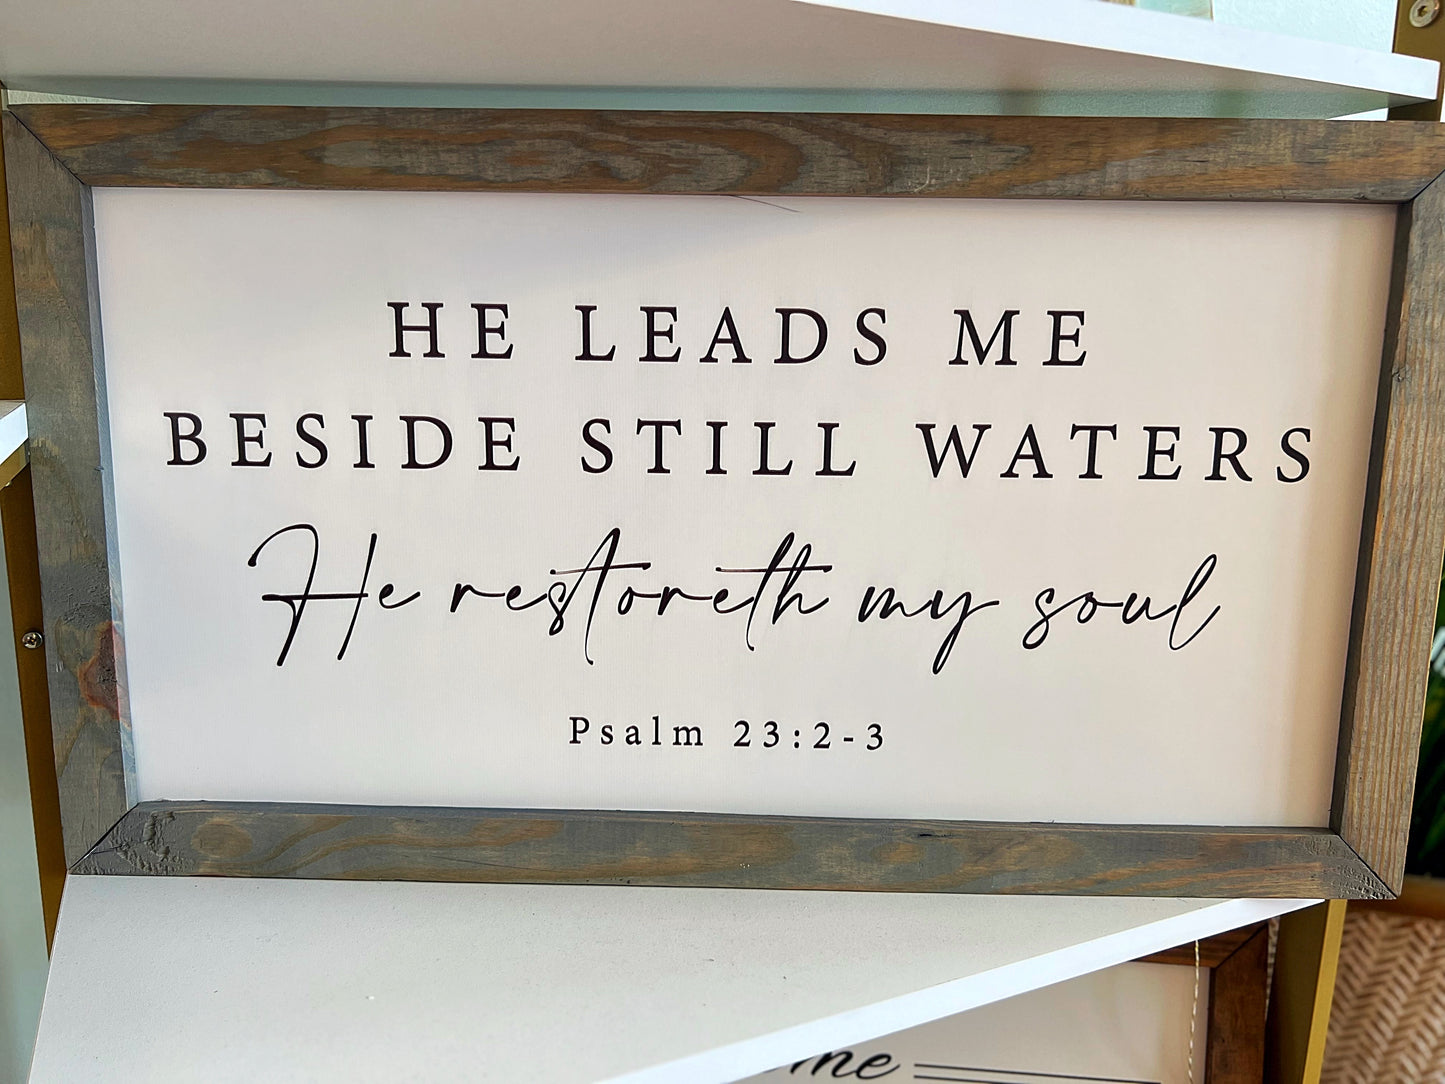 HE LEADS ME
BESIDE STILL WATERS
He restoreth my soul
Psalm 23:2-3